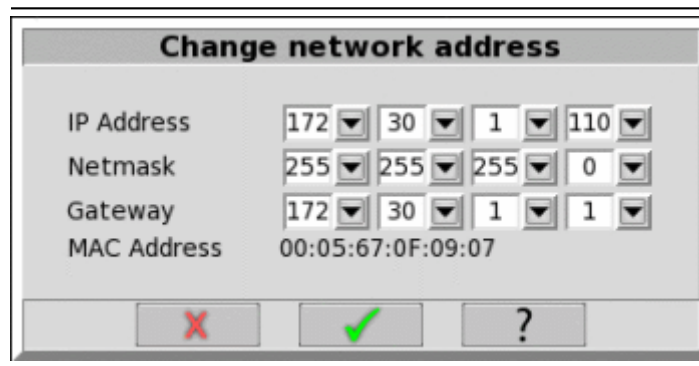 Change network address
IP Address 172 30 1 110
Netmask 255 255 255 0
Gateway 172 30 1 1
MAC Address 00:05:67:0F:09:07
?